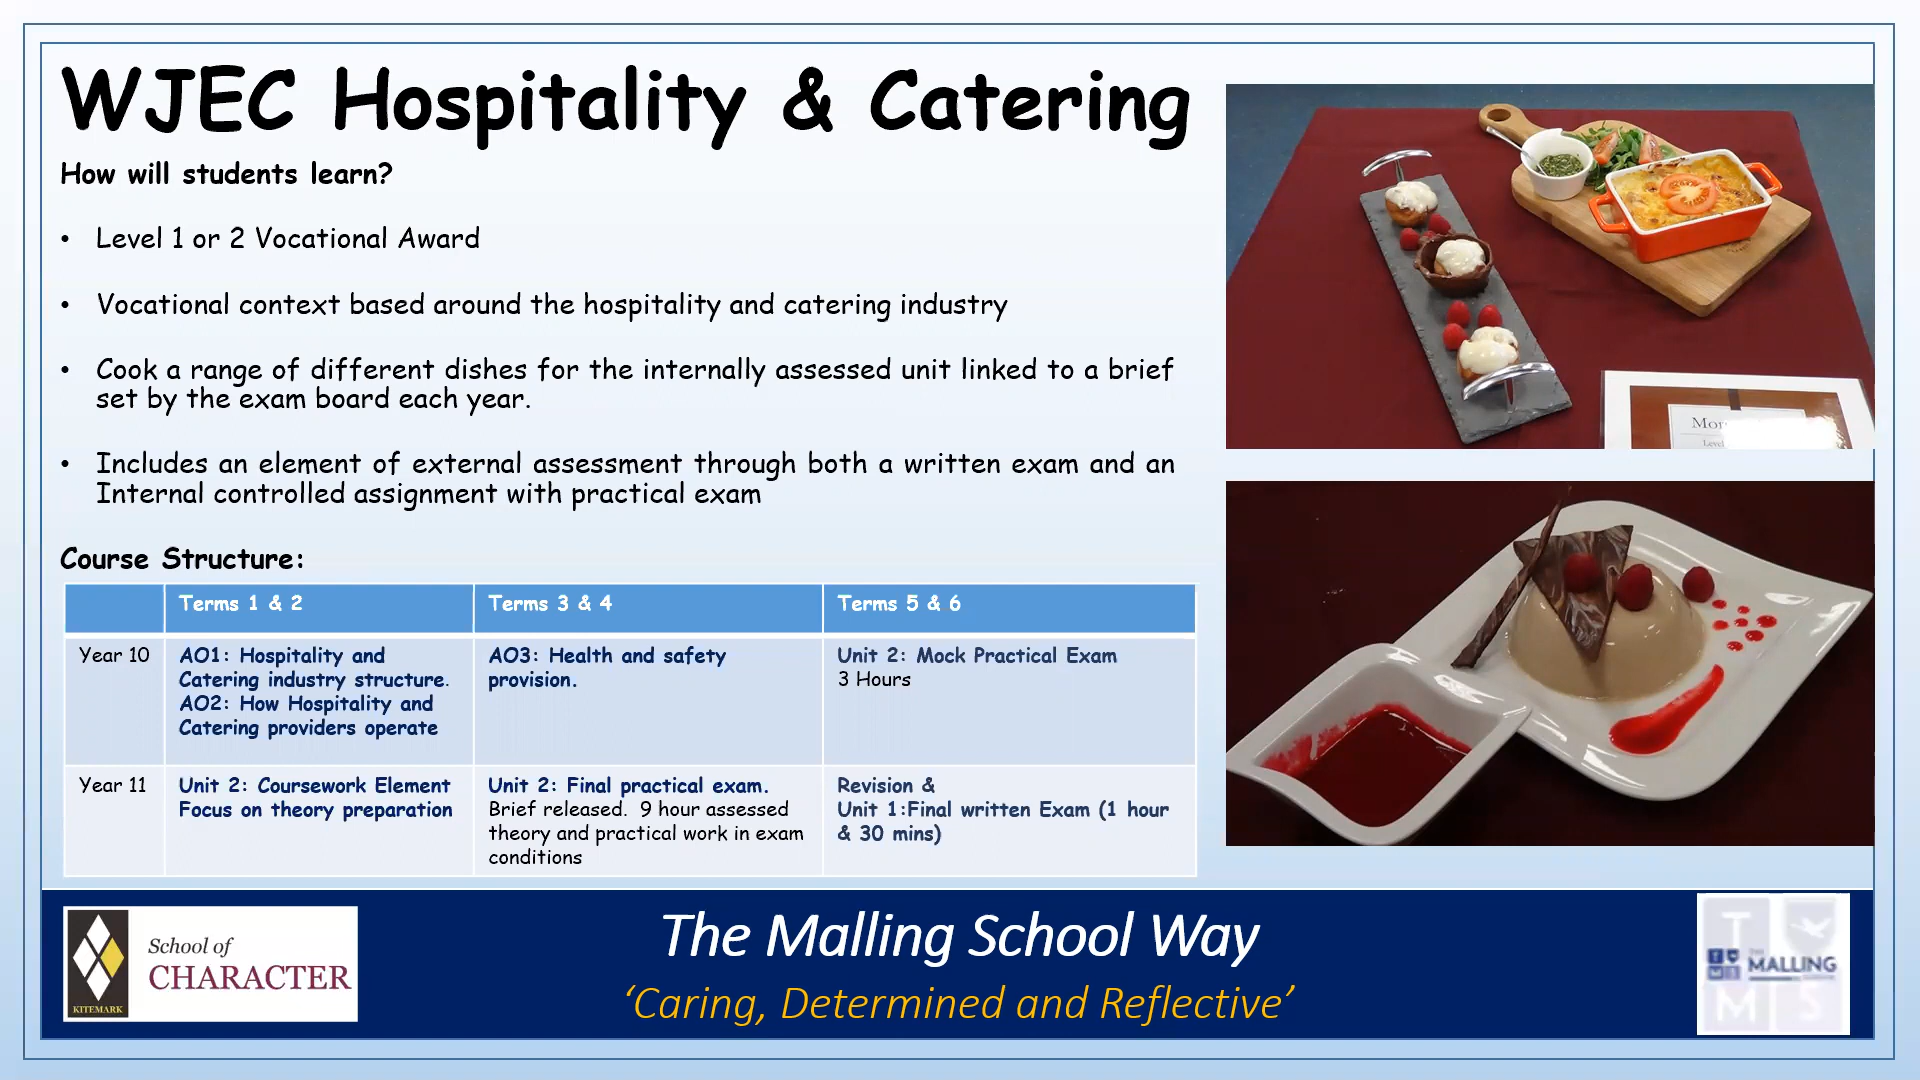 WJEC Hospitality & Catering
How will students learn?
• Level 1 or 2 Vocational Award
• Vocational context based around the hospitality and catering industry
• Cook a range of different dishes for the internally assessed unit linked to a brief
set by the exam board each year.
• Includes an element of external assessment through both a written exam and an
Internal controlled assignment with practical exam
Course Structure:
Terms 1 & 2
Terms 3 & 4
Terms 5 & 6
Year 10
AO1: Hospitality and
Catering industry structure.
AO2: How Hospitality and
Catering providers operate
AO3: Health and safety
provision.
Unit 2: Mock Practical Exam
3 Hours
Year 11
Unit 2: Coursework Element
Focus on theory preparation
Unit 2: Final practical exam.
Brief released. 9 hour assessed
theory and practical work in exam
conditions
Revision &
Unit 1:Final written Exam (1 hour
& 30 mins)
School of
CHARACTER
KITEMARK
The Malling School Way
‘Caring, Determined and Reflective’
T
MALLING
M S